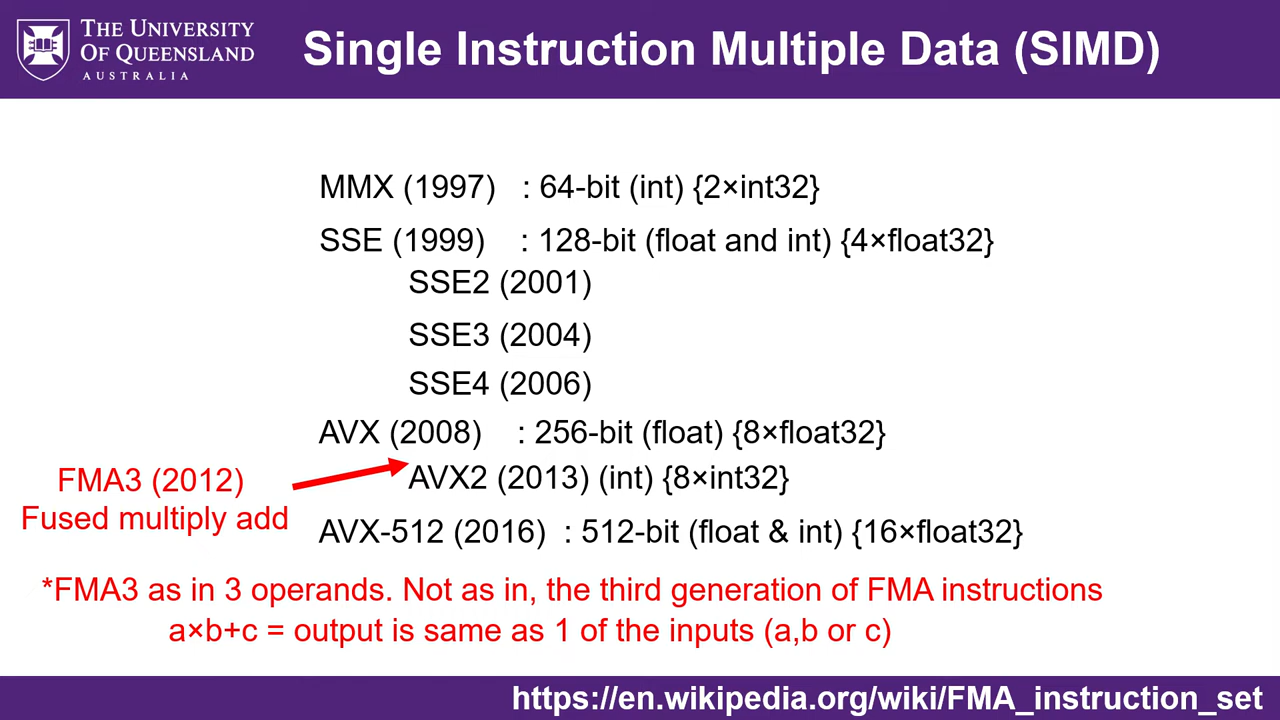 THE UNIVERSITY
OF QUEENSLAND
AUSTRALIA
Single Instruction Multiple Data (SIMD)
MMX (1997) : 64-bit (int) {2×int32}
SSE (1999) : 128-bit (float and int) {4×float32}
SSE2 (2001)
SSE3 (2004)
SSE4 (2006)
AVX (2008) : 256-bit (float) {8×float32}
FMA3 (2012)
Fused multiply add
AVX2 (2013) (int) {8×int32}
AVX-512 (2016) : 512-bit (float & int) {16×float32}
*FMA3 as in 3 operands. Not as in, the third generation of FMA instructions
a×b+c = output is same as 1 of the inputs (a,b or c)
https://en.wikipedia.org/wiki/FMA_instruction_set